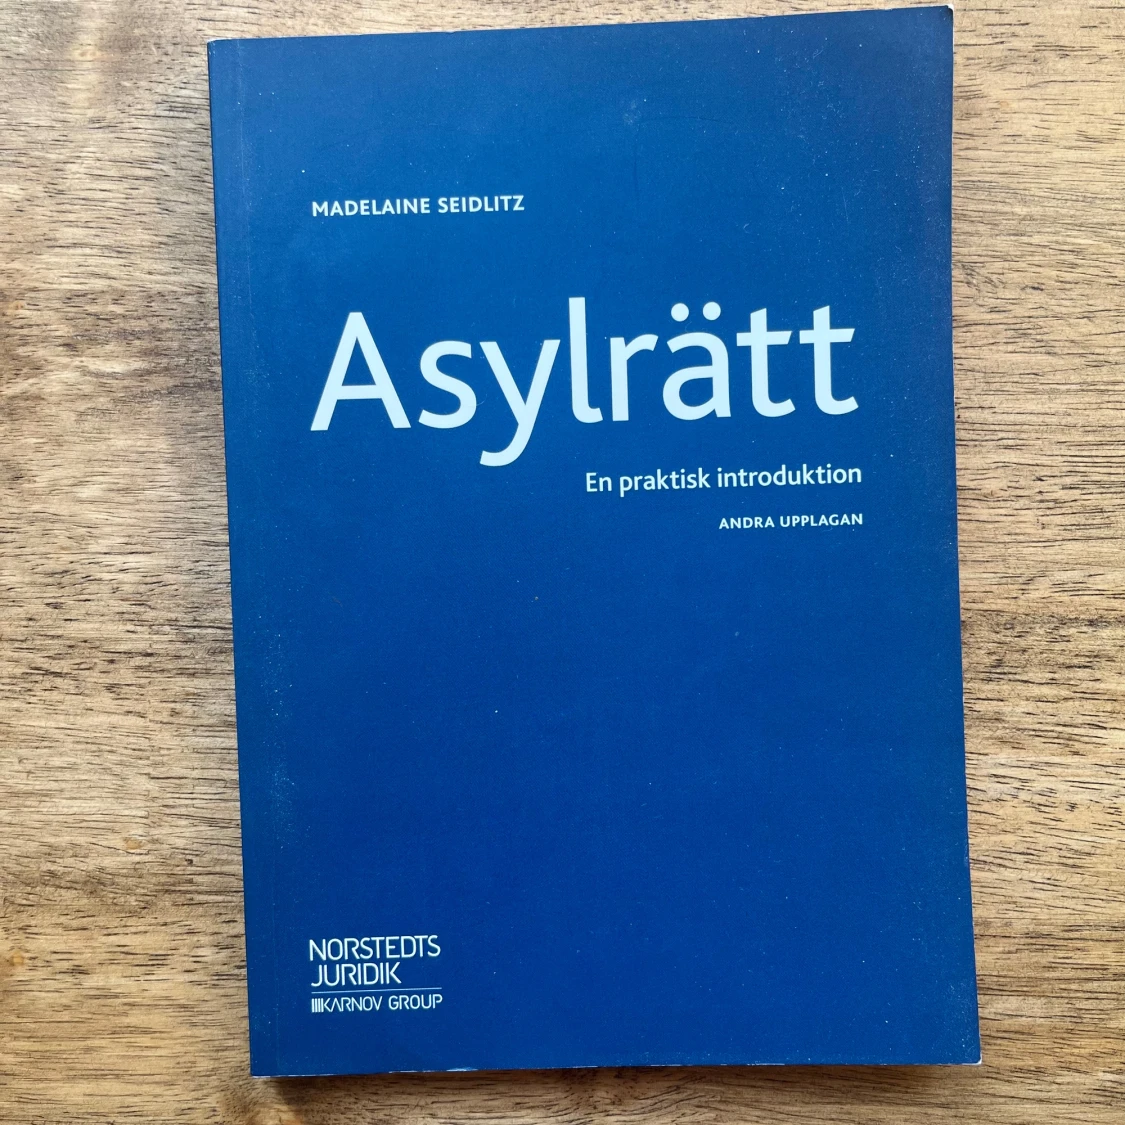 MADELAINE SEIDLITZ
Asylrätt
En praktisk introduktion
ANDRA UPPLAGAN
NORSTEDTS
JURIDIK
KARNOV GROUP